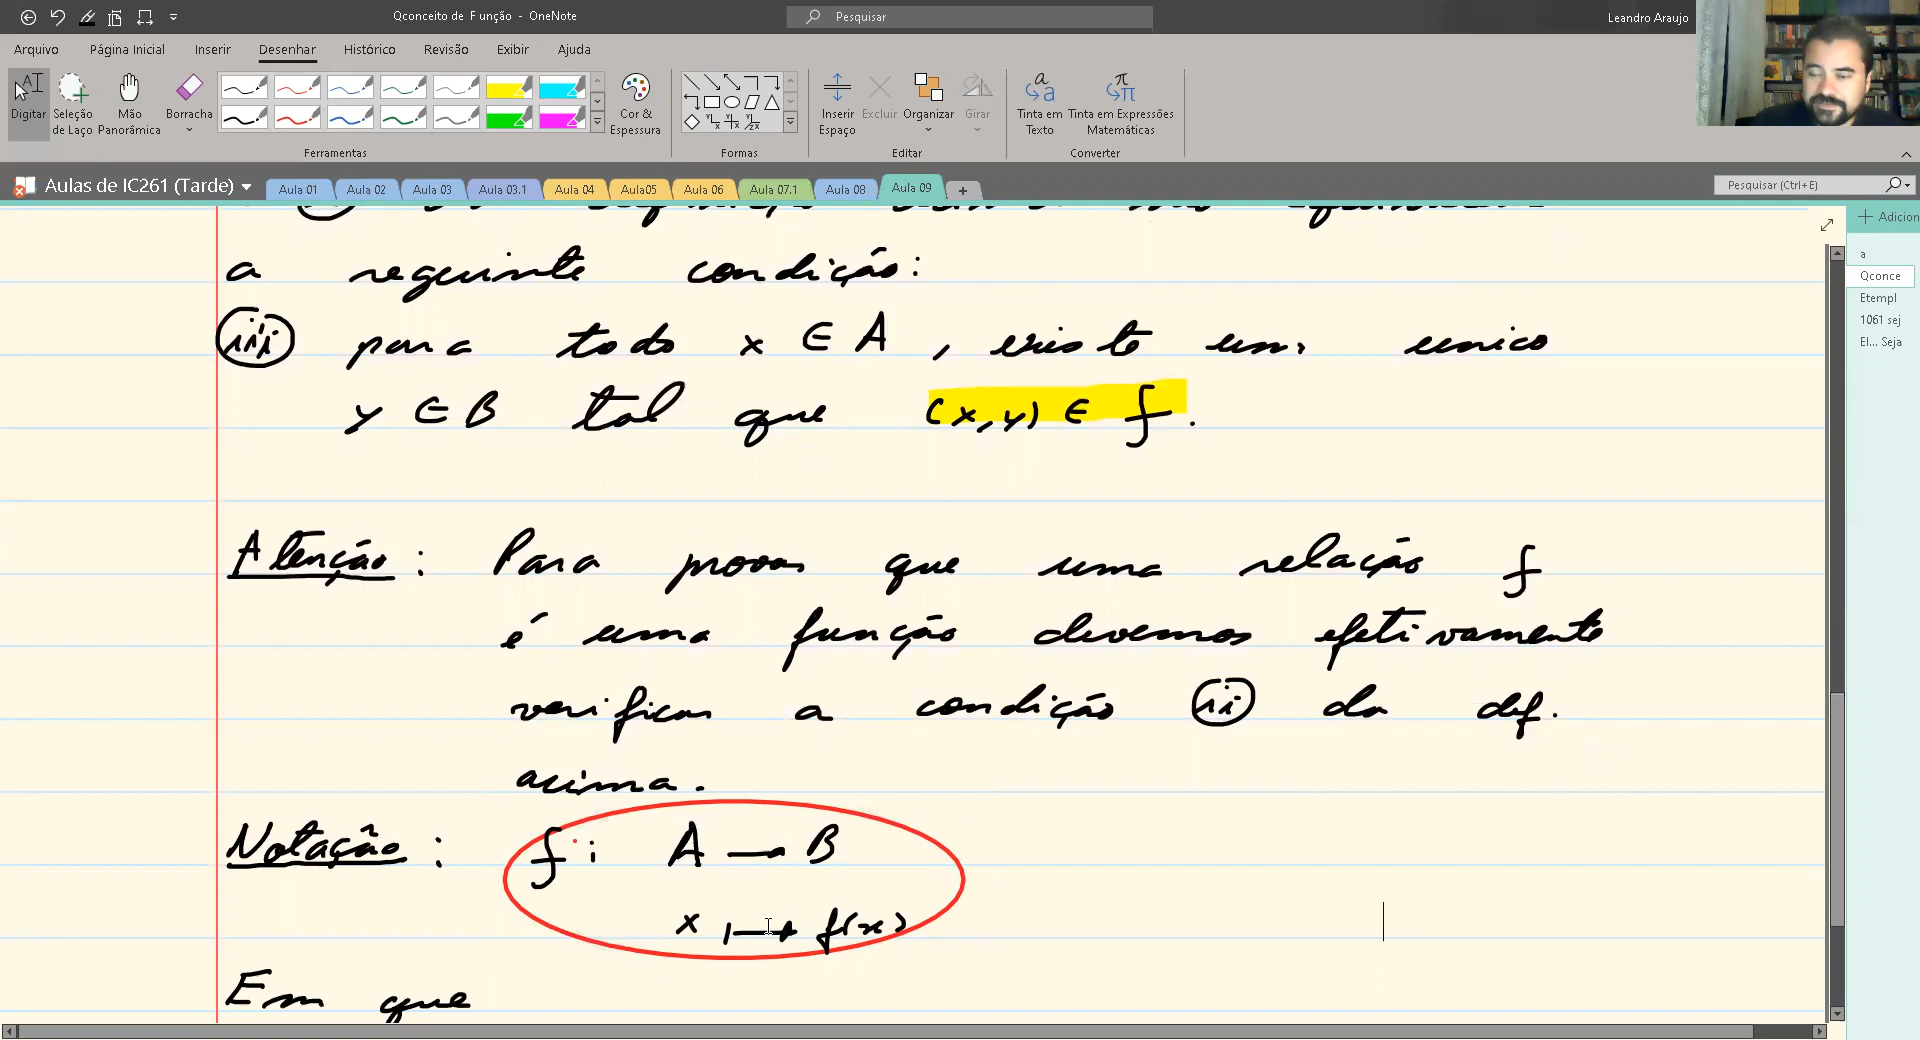 Qconceito de F unção - OneNote
Pesquisar
Leandro Araujo
Arquivo Página Inicial Inserir Desenhar Histórico Revisão Exibir Ajuda
Digitar
Seleção de Laço
Mão Panorâmica
Borracha
Cor & Espessura
Inserir Espaço
Excluir
Organizar
Girar
Tinta em Texto
Tinta em Expressões Matemáticas
Ferramentas Formas Editar Converter
Aulas de IC261 (Tarde) Aula 01 Aula 02 Aula 03 Aula 03.1 Aula 04 Aula05 Aula 06 Aula 07.1 Aula 08 Aula 09
Pesquisar (Ctrl+E)
Adicion
a
Qconce
Etempl
1061 sej
El... Seja
a seguinte condição:
iii para todo x ∈ A, existe um unico
y ∈ B tal que (x,y) ∈ f.
Atenção: Para provar que uma relação f
é uma função devemos efetivamente
verificar a condição iii da def.
acima.
Notação: f: A → B
x ↦ f(x)
Em que